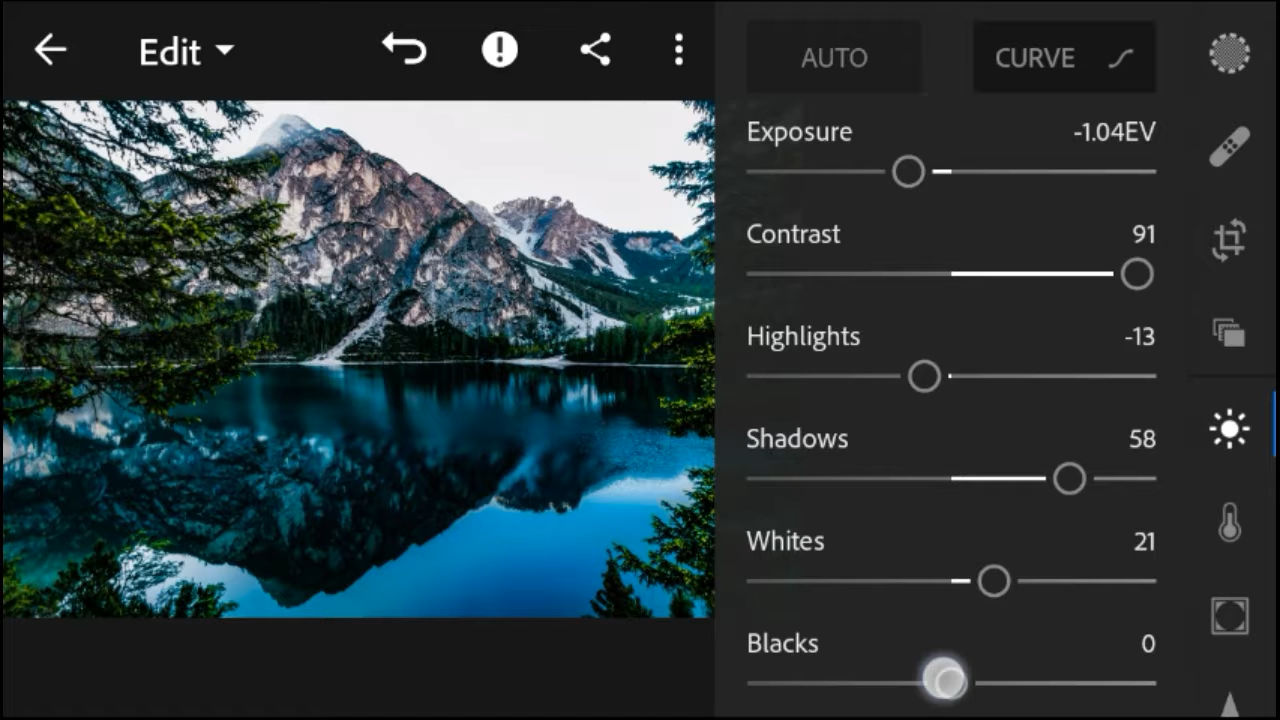 Edit
AUTO
CURVE
Exposure -1.04EV
Contrast 91
Highlights -13
Shadows 58
Whites 21
Blacks 0